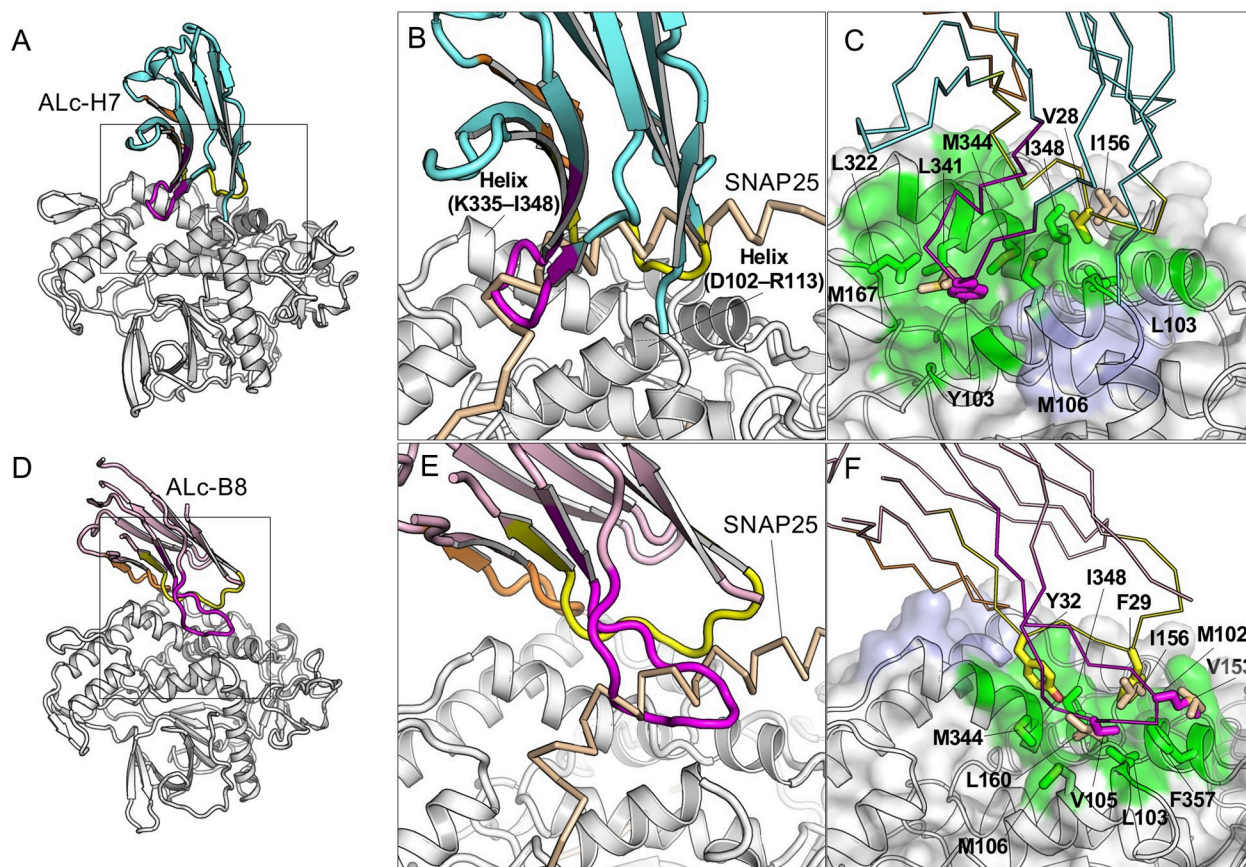 A
ALc-H7
B
Helix
(K335–I348)
SNAP25
Helix
(D102–R113)
C
V28
M344
I348
I156
L322
L341
M167
L103
Y103
M106
D
ALc-B8
E
SNAP25
F
I348
Y32
F29
I156
M102
V153
M344
L160
V105
F357
L103
M106